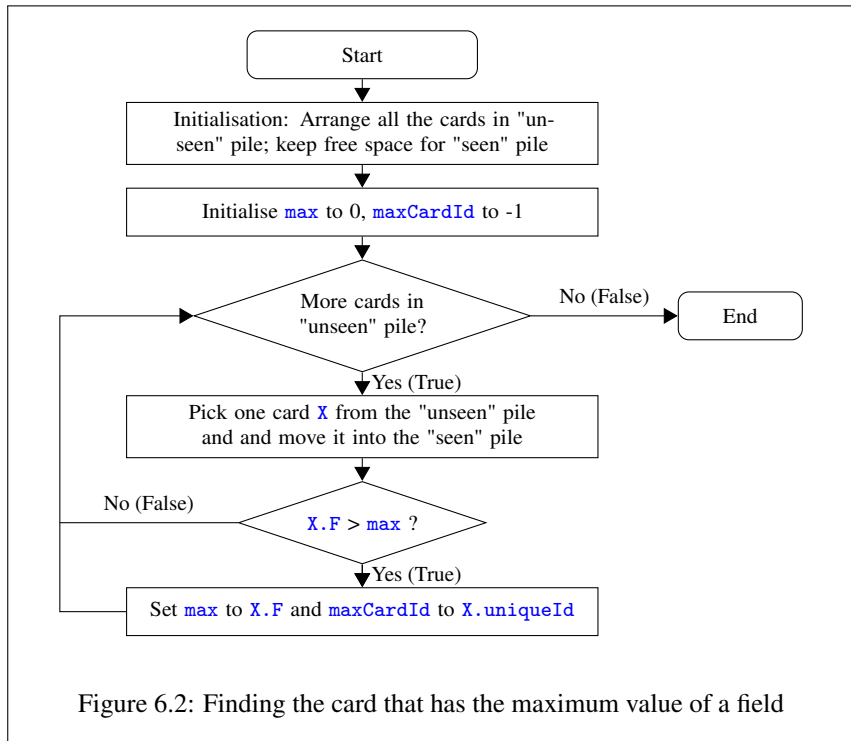 Start
Initialisation: Arrange all the cards in "un-
seen" pile; keep free space for "seen" pile
Initialise max to 0, maxCardId to -1
More cards in
"unseen" pile?
No (False)
End
Yes (True)
Pick one card X from the "unseen" pile
and and move it into the "seen" pile
No (False)
X.F > max ?
Yes (True)
Set max to X.F and maxCardId to X.uniqueId
Figure 6.2: Finding the card that has the maximum value of a field